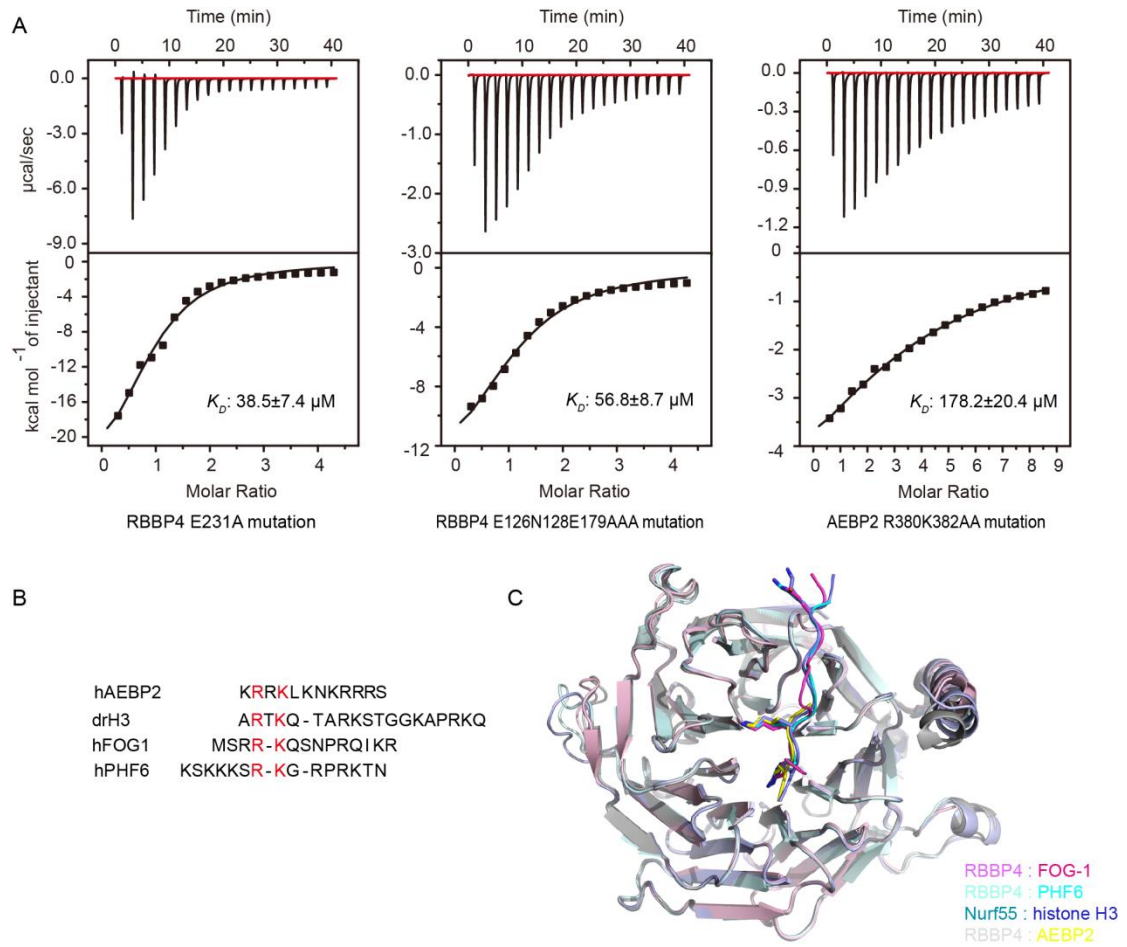 A
Time (min)
0 10 20 30 40
0.0
-3.0
-6.0
-9.0
µcal/sec
0
-4
-8
-12
-16
-20
kcal mol⁻¹ of injectant
K_D: 38.5±7.4 µM
0 1 2 3 4
Molar Ratio
RBBP4 E231A mutation
Time (min)
0 10 20 30 40
0.0
-1.0
-2.0
-3.0
0
-4
-8
-12
K_D: 56.8±8.7 µM
0 1 2 3 4
Molar Ratio
RBBP4 E126N128E179AAA mutation
Time (min)
0 10 20 30 40
0.0
-0.3
-0.6
-0.9
-1.2
0
-1
-2
-3
-4
K_D: 178.2±20.4 µM
0 1 2 3 4 5 6 7 8 9
Molar Ratio
AEBP2 R380K382AA mutation
B
hAEBP2 KRRKLKNKRRRS
drH3 ARTKQ-TARKSTGGKAPRKQ
hFOG1 MSRR-KQSNPRQIKR
hPHF6 KSKKKSR-KG-RPRKTN
C
RBBP4 : FOG-1
RBBP4 : PHF6
Nurf55 : histone H3
RBBP4 : AEBP2